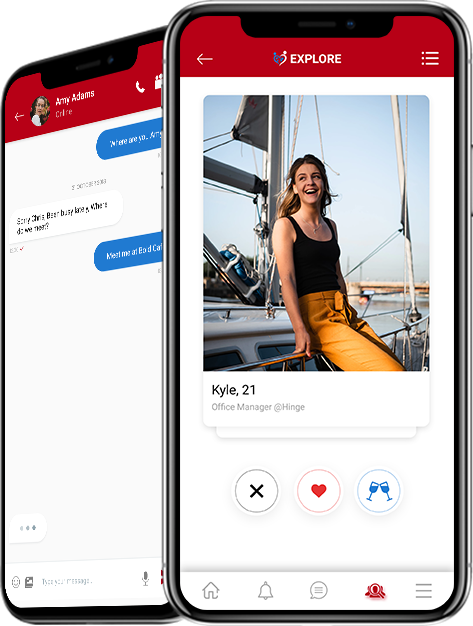 Amy Adams
Online
Where are you Amy
OCTOBER
Sorry Chris, Been busy lately, Where
do we meet?
Meet me at Bold Caf
Type your message...
EXPLORE
Kyle, 21
Office Manager @Hinge